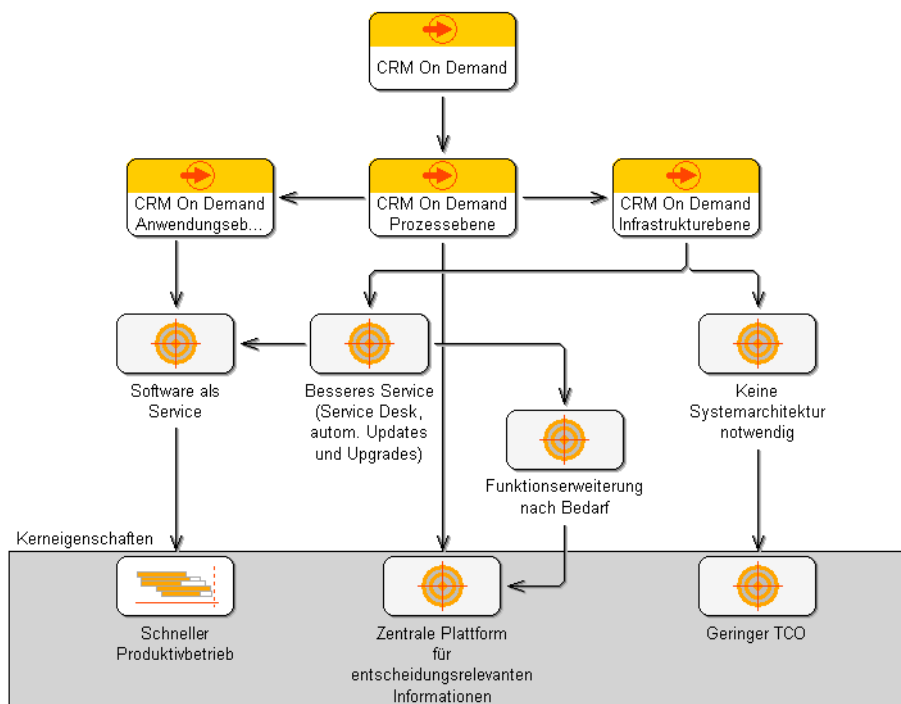 CRM On Demand
CRM On Demand
Anwendungseb...
CRM On Demand
Prozessebene
CRM On Demand
Infrastrukturebene
Software als
Service
Besseres Service
(Service Desk,
autom. Updates
und Upgrades)
Keine
Systemarchitektur
notwendig
Funktionserweiterung
nach Bedarf
Kerneigenschaften
Schneller
Produktivbetrieb
Zentrale Plattform
für
entscheidungsrelevanten
Informationen
Geringer TCO